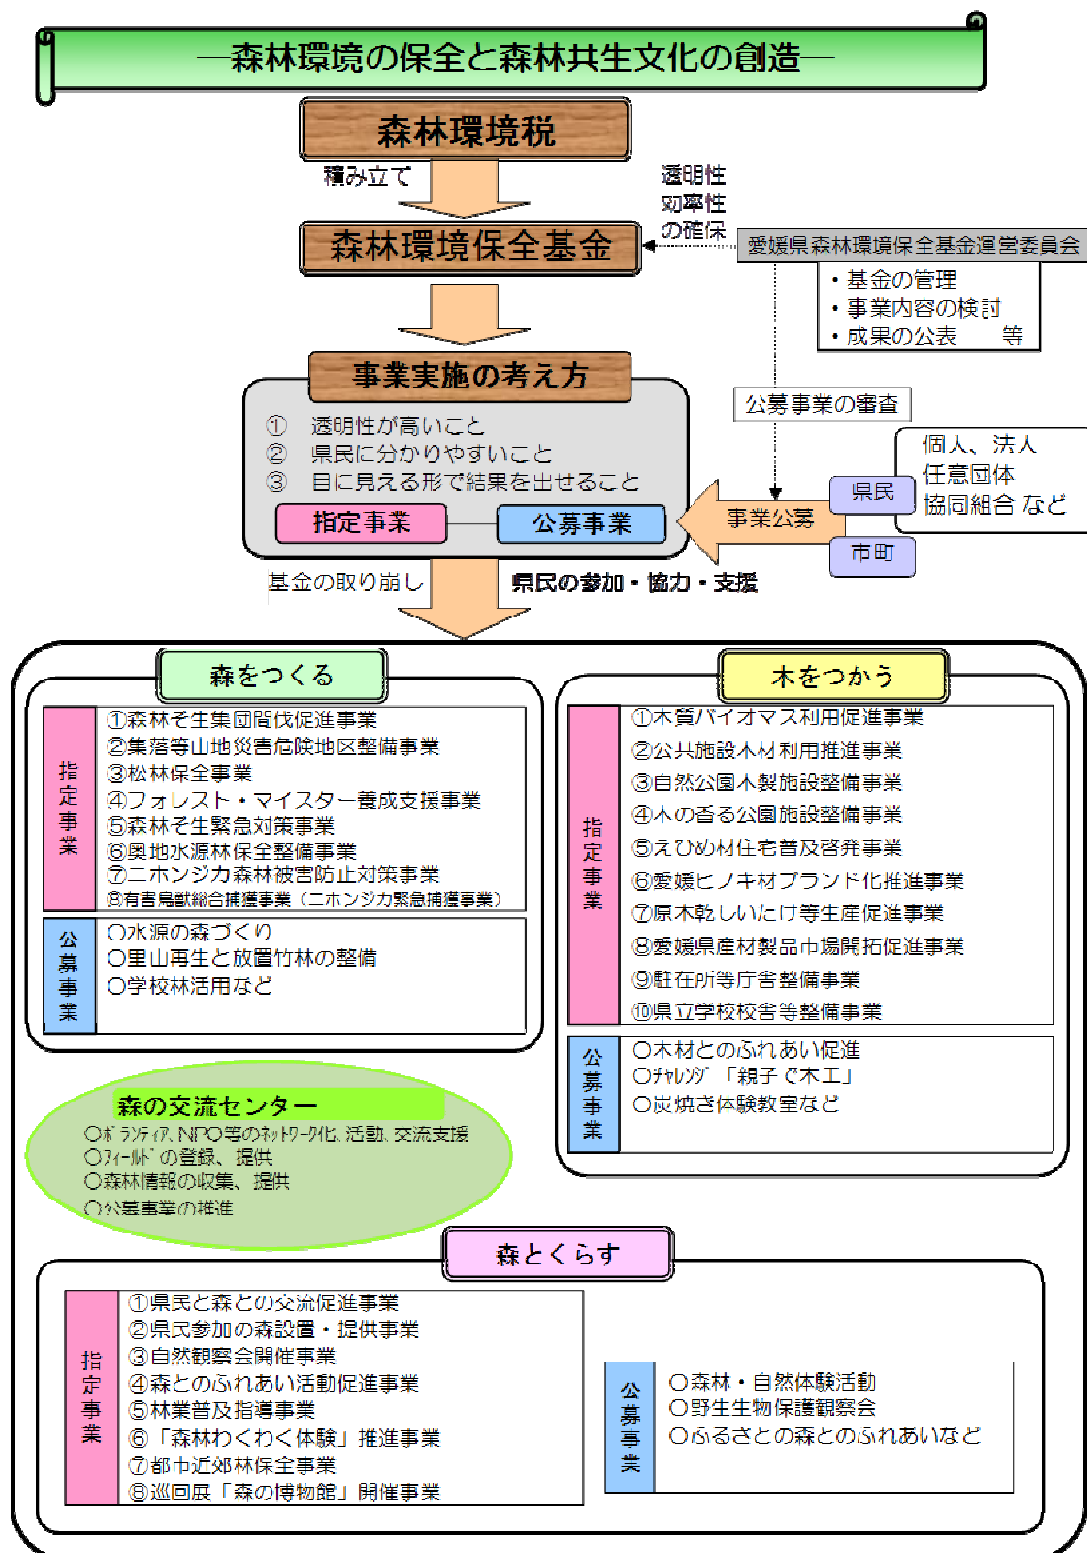 ―森林環境の保全と森林共生文化の創造―
森林環境税
積み立て
透明性
効率性
の確保
森林環境保全基金
愛媛県森林環境保全基金運営委員会
・基金の管理
・事業内容の検討
・成果の公表　　等
事業実施の考え方
①　透明性が高いこと
②　県民に分かりやすいこと
③　目に見える形で結果を出せること
指定事業
公募事業
公募事業の審査
個人、法人
任意団体
協同組合 など
県民
事業公募
市町
基金の取り崩し
県民の参加・協力・支援
森をつくる
指定事業
①森林そ生集団間伐促進事業
②集落等山地災害危険地区整備事業
③松林保全事業
④フォレスト・マイスター養成支援事業
⑤森林そ生緊急対策事業
⑥奥地水源林保全整備事業
⑦ニホンジカ森林被害防止対策事業
⑧有害鳥獣総合捕獲事業（ニホンジカ緊急捕獲事業）
公募事業
○水源の森づくり
○里山再生と放置竹林の整備
○学校林活用など
木をつかう
指定事業
①木質バイオマス利用促進事業
②公共施設木材利用推進事業
③自然公園木製施設整備事業
④木の香る公園施設整備事業
⑤えひめ材住宅普及啓発事業
⑥愛媛ヒノキ材ブランド化推進事業
⑦原木乾しいたけ等生産促進事業
⑧愛媛県産材製品市場開拓促進事業
⑨駐在所等庁舎整備事業
⑩県立学校校舎等整備事業
公募事業
○木材とのふれあい促進
○ﾁｬﾚﾝｼﾞ「親子で木工」
○炭焼き体験教室など
森の交流センター
○ﾎﾞﾗﾝﾃｨｱ、NPO等のﾈｯﾄﾜｰｸ化、活動、交流支援
○ﾌｨｰﾙﾄﾞの登録、提供
○森林情報の収集、提供
○公募事業の推進
森とくらす
指定事業
①県民と森との交流促進事業
②県民参加の森設置・提供事業
③自然観察会開催事業
④森とのふれあい活動促進事業
⑤林業普及指導事業
⑥「森林わくわく体験」推進事業
⑦都市近郊林保全事業
⑧巡回展「森の博物館」開催事業
公募事業
○森林・自然体験活動
○野生生物保護観察会
○ふるさとの森とのふれあいなど